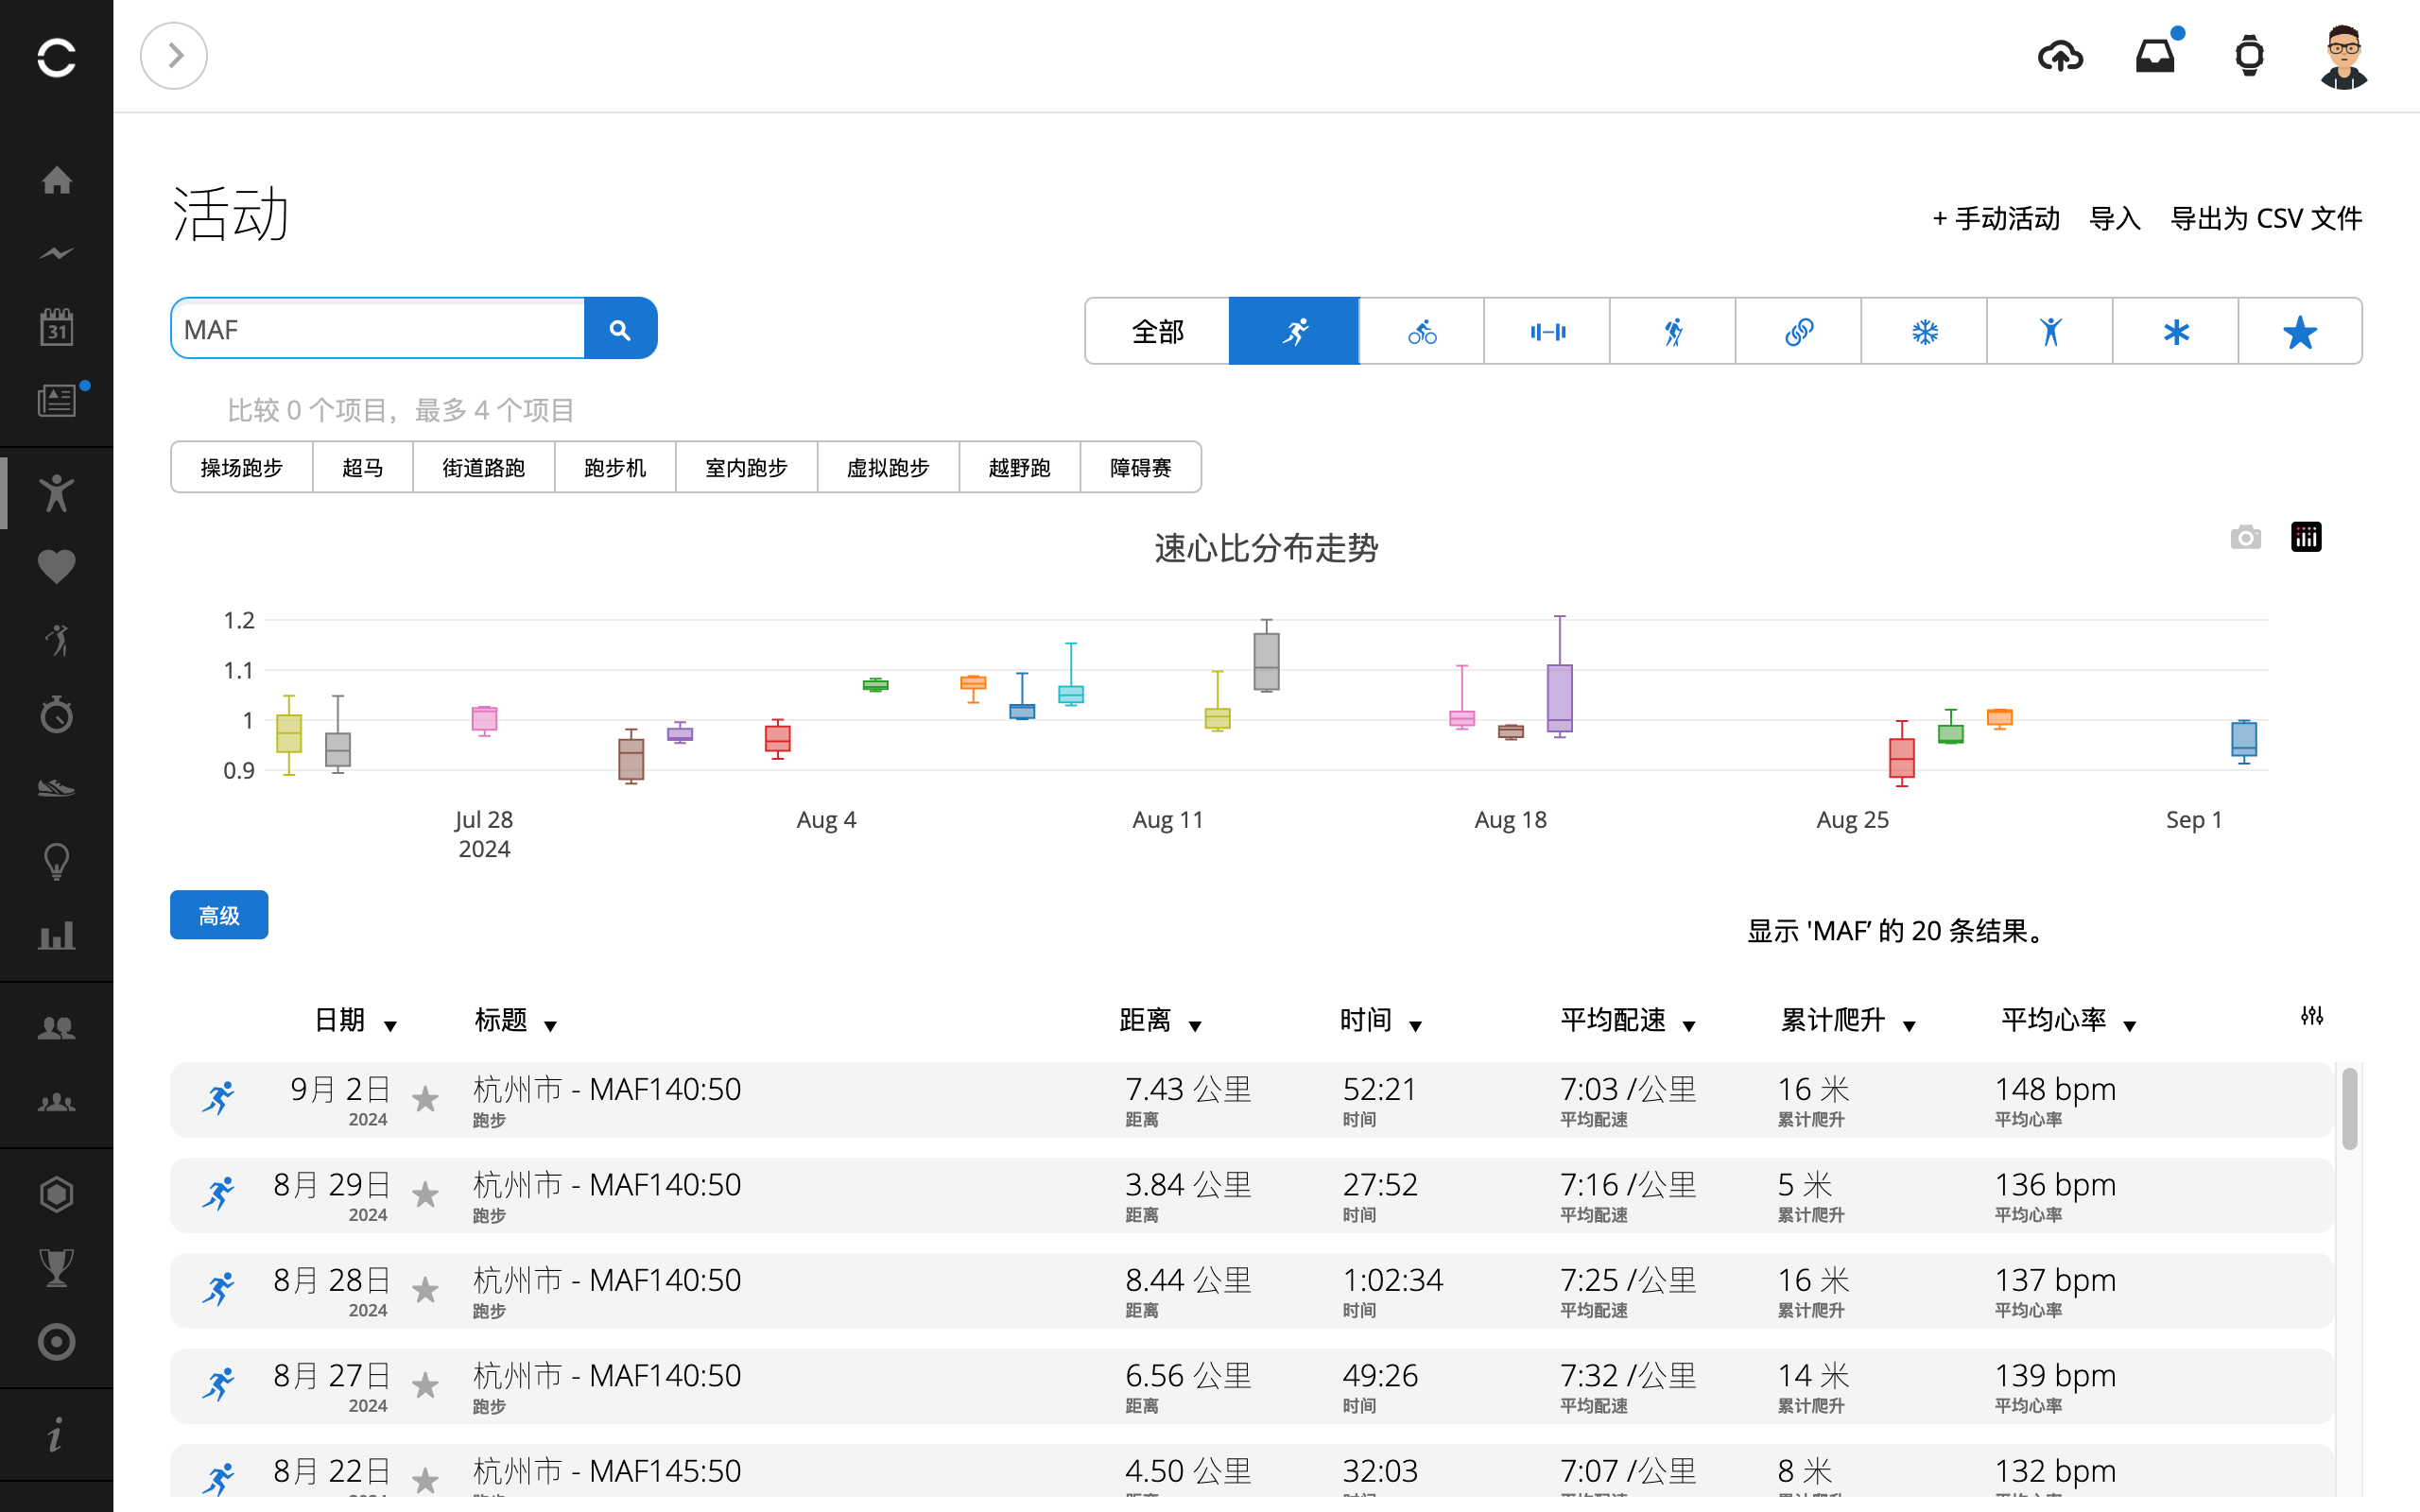 活动
+ 手动活动 导入 导出为 CSV 文件
31
MAF
全部
比较 0 个项目，最多 4 个项目
操场跑步 超马 街道路跑 跑步机 室内跑步 虚拟跑步 越野跑 障碍赛
速心比分布走势
1.2
1.1
1
0.9
Jul 28 Aug 4 Aug 11 Aug 18 Aug 25 Sep 1
2024
高级
显示 'MAF' 的 20 条结果。
日期 ▼ 标题 ▼ 距离 ▼ 时间 ▼ 平均配速 ▼ 累计爬升 ▼ 平均心率 ▼
9月 2日 杭州市 - MAF140:50 7.43 公里 52:21 7:03 /公里 16 米 148 bpm
2024 跑步 距离 时间 平均配速 累计爬升 平均心率
8月 29日 杭州市 - MAF140:50 3.84 公里 27:52 7:16 /公里 5 米 136 bpm
2024 跑步 距离 时间 平均配速 累计爬升 平均心率
8月 28日 杭州市 - MAF140:50 8.44 公里 1:02:34 7:25 /公里 16 米 137 bpm
2024 跑步 距离 时间 平均配速 累计爬升 平均心率
8月 27日 杭州市 - MAF140:50 6.56 公里 49:26 7:32 /公里 14 米 139 bpm
2024 跑步 距离 时间 平均配速 累计爬升 平均心率
8月 22日 杭州市 - MAF145:50 4.50 公里 32:03 7:07 /公里 8 米 132 bpm